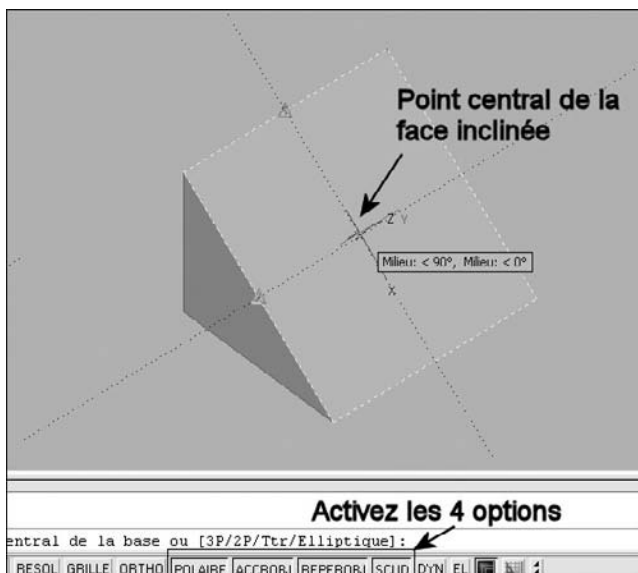 Point central de la
face inclinée
Z Y
Milieu: < 90°, Milieu: < 0°
X
Activez les 4 options
entral de la base ou [3P/2P/Ttr/Elliptique]:
RESOL GRILLE ORTHO POLAIRE ACCROBJ REPEROBJ SCUD DYN EL